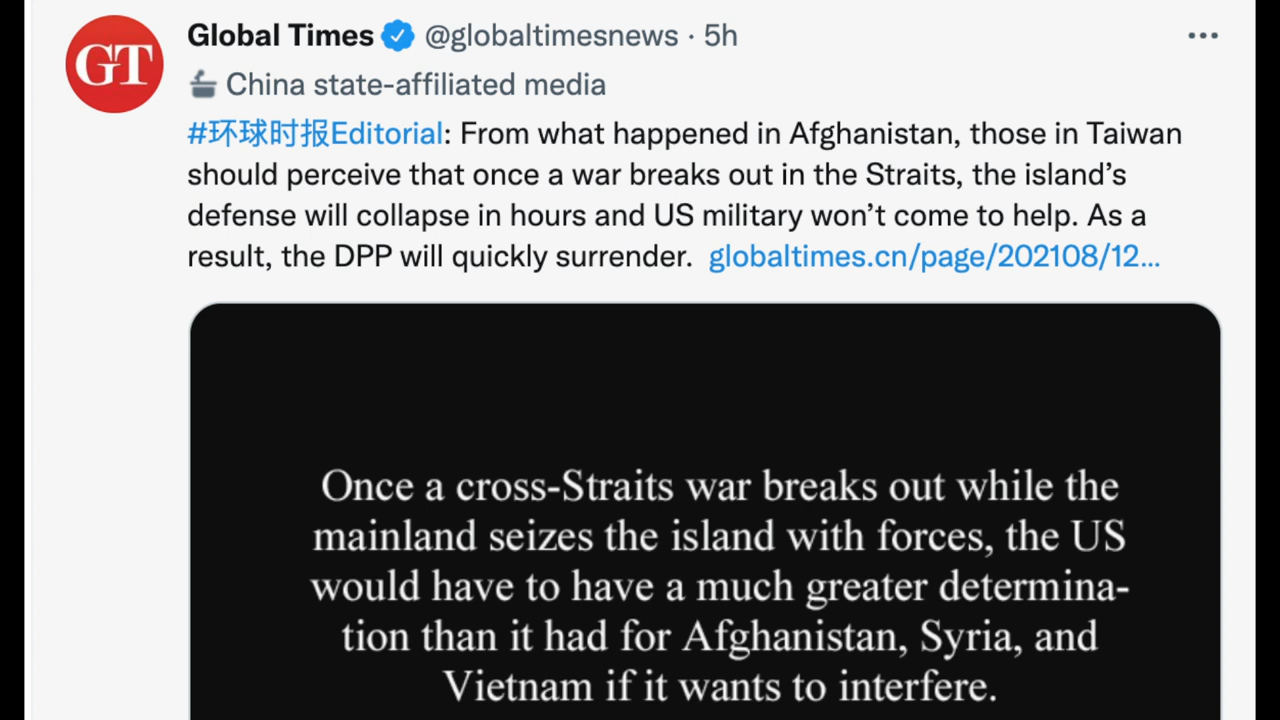 GT
Global Times @globaltimesnews · 5h
China state-affiliated media
#环球时报Editorial: From what happened in Afghanistan, those in Taiwan
should perceive that once a war breaks out in the Straits, the island’s
defense will collapse in hours and US military won’t come to help. As a
result, the DPP will quickly surrender. globaltimes.cn/page/202108/12…
Once a cross-Straits war breaks out while the
mainland seizes the island with forces, the US
would have to have a much greater determina-
tion than it had for Afghanistan, Syria, and
Vietnam if it wants to interfere.